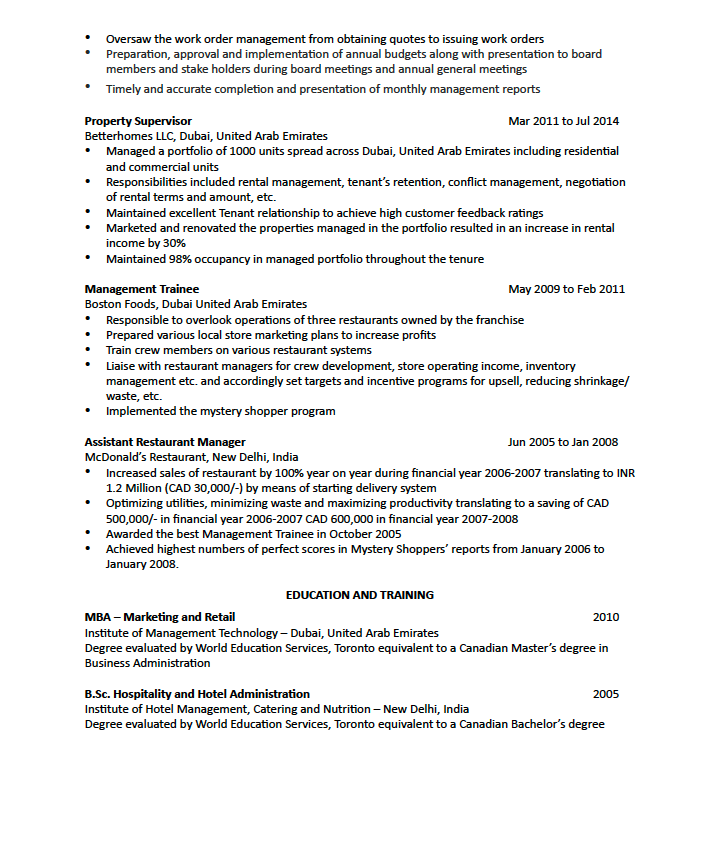 • Oversaw the work order management from obtaining quotes to issuing work orders
• Preparation, approval and implementation of annual budgets along with presentation to board
members and stake holders during board meetings and annual general meetings
• Timely and accurate completion and presentation of monthly management reports
Property Supervisor Mar 2011 to Jul 2014
Betterhomes LLC, Dubai, United Arab Emirates
• Managed a portfolio of 1000 units spread across Dubai, United Arab Emirates including residential
and commercial units
• Responsibilities included rental management, tenant's retention, conflict management, negotiation
of rental terms and amount, etc.
• Maintained excellent Tenant relationship to achieve high customer feedback ratings
• Marketed and renovated the properties managed in the portfolio resulted in an increase in rental
income by 30%
• Maintained 98% occupancy in managed portfolio throughout the tenure
Management Trainee May 2009 to Feb 2011
Boston Foods, Dubai United Arab Emirates
• Responsible to overlook operations of three restaurants owned by the franchise
• Prepared various local store marketing plans to increase profits
• Train crew members on various restaurant systems
• Liaise with restaurant managers for crew development, store operating income, inventory
management etc. and accordingly set targets and incentive programs for upsell, reducing shrinkage/
waste, etc.
• Implemented the mystery shopper program
Assistant Restaurant Manager Jun 2005 to Jan 2008
McDonald's Restaurant, New Delhi, India
• Increased sales of restaurant by 100% year on year during financial year 2006-2007 translating to INR
1.2 Million (CAD 30,000/-) by means of starting delivery system
• Optimizing utilities, minimizing waste and maximizing productivity translating to a saving of CAD
500,000/- in financial year 2006-2007 CAD 600,000 in financial year 2007-2008
• Awarded the best Management Trainee in October 2005
• Achieved highest numbers of perfect scores in Mystery Shoppers' reports from January 2006 to
January 2008.
EDUCATION AND TRAINING
MBA – Marketing and Retail 2010
Institute of Management Technology – Dubai, United Arab Emirates
Degree evaluated by World Education Services, Toronto equivalent to a Canadian Master's degree in
Business Administration
B.Sc. Hospitality and Hotel Administration 2005
Institute of Hotel Management, Catering and Nutrition – New Delhi, India
Degree evaluated by World Education Services, Toronto equivalent to a Canadian Bachelor's degree